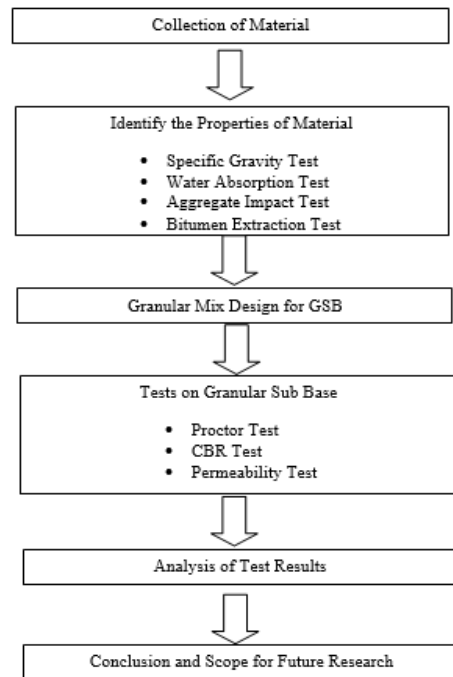 Collection of Material
Identify the Properties of Material
• Specific Gravity Test
• Water Absorption Test
• Aggregate Impact Test
• Bitumen Extraction Test
Granular Mix Design for GSB
Tests on Granular Sub Base
• Proctor Test
• CBR Test
• Permeability Test
Analysis of Test Results
Conclusion and Scope for Future Research